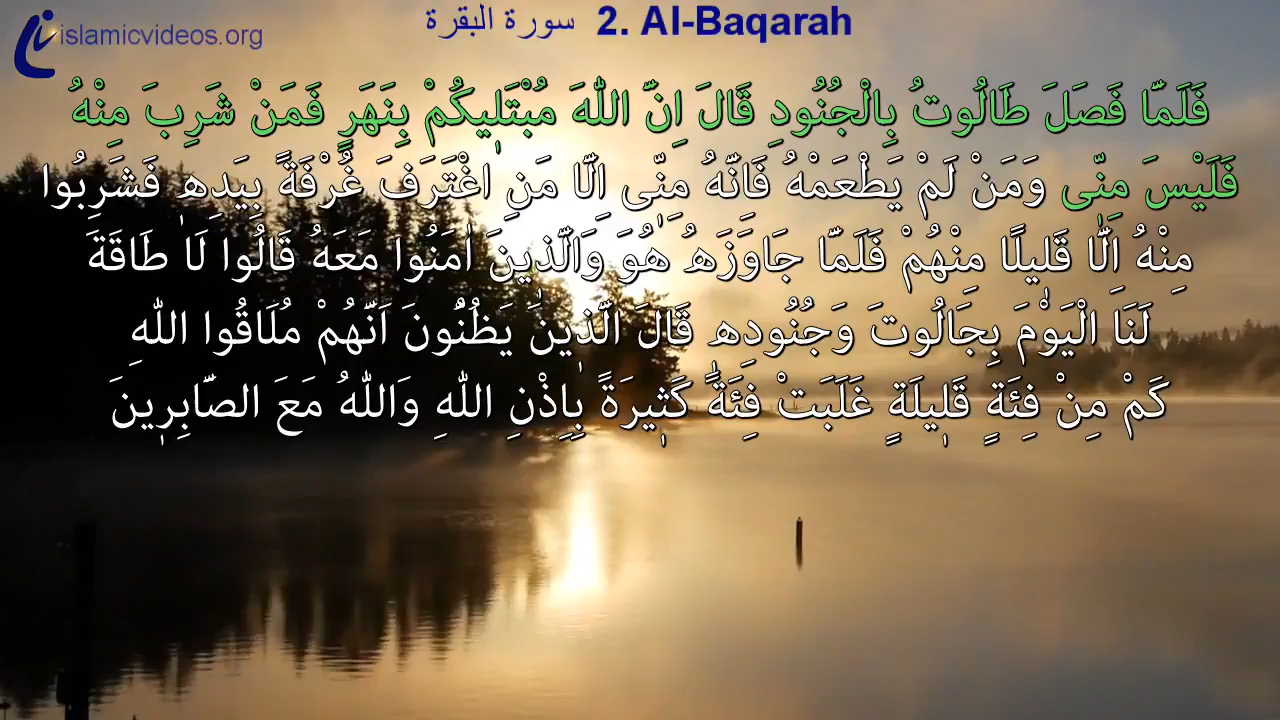 islamicvideos.org
سورة البقرة 2. Al-Baqarah
فَلَمَّا فَصَلَ طَالُوتُ بِالْجُنُودِ قَالَ اِنَّ اللّٰهَ مُبْتَلٖيكُمْ بِنَهَرٍ فَمَنْ شَرِبَ مِنْهُ
فَلَيْسَ مِنّٖى وَمَنْ لَمْ يَطْعَمْهُ فَاِنَّهُ مِنّٖى اِلَّا مَنِ اغْتَرَفَ غُرْفَةً بِيَدِهٖ فَشَرِبُوا
مِنْهُ اِلَّا قَلٖيلًا مِنْهُمْ فَلَمَّا جَاوَزَهُ هُوَ وَالَّذٖينَ اٰمَنُوا مَعَهُ قَالُوا لَا طَاقَةَ
لَنَا الْيَوْمَ بِجَالُوتَ وَجُنُودِهٖ قَالَ الَّذٖينَ يَظُنُّونَ اَنَّهُمْ مُلَاقُوا اللّٰهِ
كَمْ مِنْ فِئَةٍ قَلٖيلَةٍ غَلَبَتْ فِئَةً كَثٖيرَةً بِاِذْنِ اللّٰهِ وَاللّٰهُ مَعَ الصَّابِرٖينَ